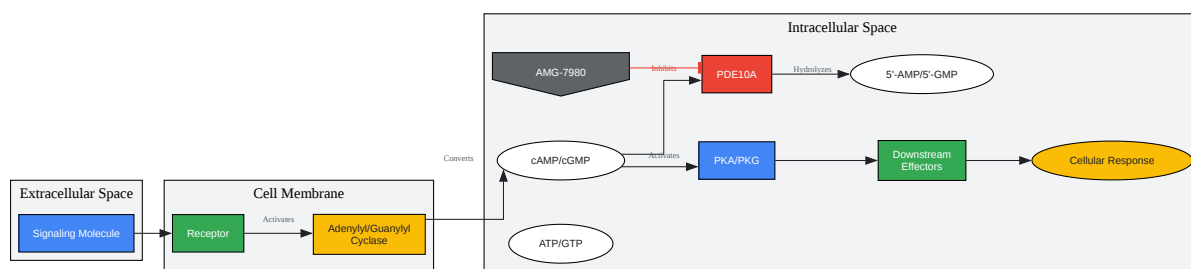 Intracellular Space
AMG-7980
Inhibits
PDE10A
Hydrolyzes
5'-AMP/5'-GMP
Converts
cAMP/cGMP
Activates
PKA/PKG
Downstream
Effectors
Cellular Response
Extracellular Space
Cell Membrane
Signaling Molecule
Receptor
Activates
Adenylyl/Guanylyl
Cyclase
ATP/GTP